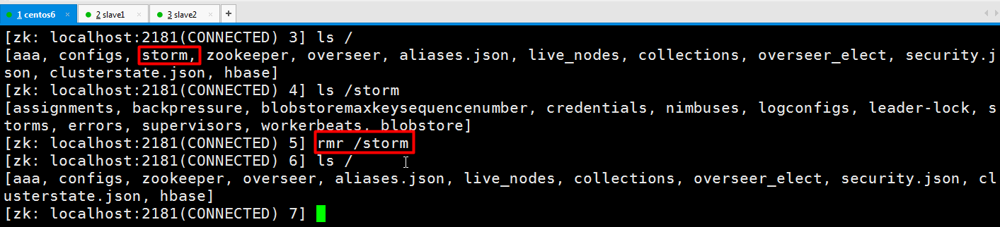 1 centos6 × 2 slave1 × 3 slave2 × +
[zk: localhost:2181(CONNECTED) 3] ls /
[aaa, configs, storm, zookeeper, overseer, aliases.json, live_nodes, collections, overseer_elect, security.j
son, clusterstate.json, hbase]
[zk: localhost:2181(CONNECTED) 4] ls /storm
[assignments, backpressure, blobstoremaxkeysequencenumber, credentials, nimbuses, logconfigs, leader-lock, s
torms, errors, supervisors, workerbeats, blobstore]
[zk: localhost:2181(CONNECTED) 5] rmr /storm
[zk: localhost:2181(CONNECTED) 6] ls /
[aaa, configs, zookeeper, overseer, aliases.json, live_nodes, collections, overseer_elect, security.json, cl
usterstate.json, hbase]
[zk: localhost:2181(CONNECTED) 7]